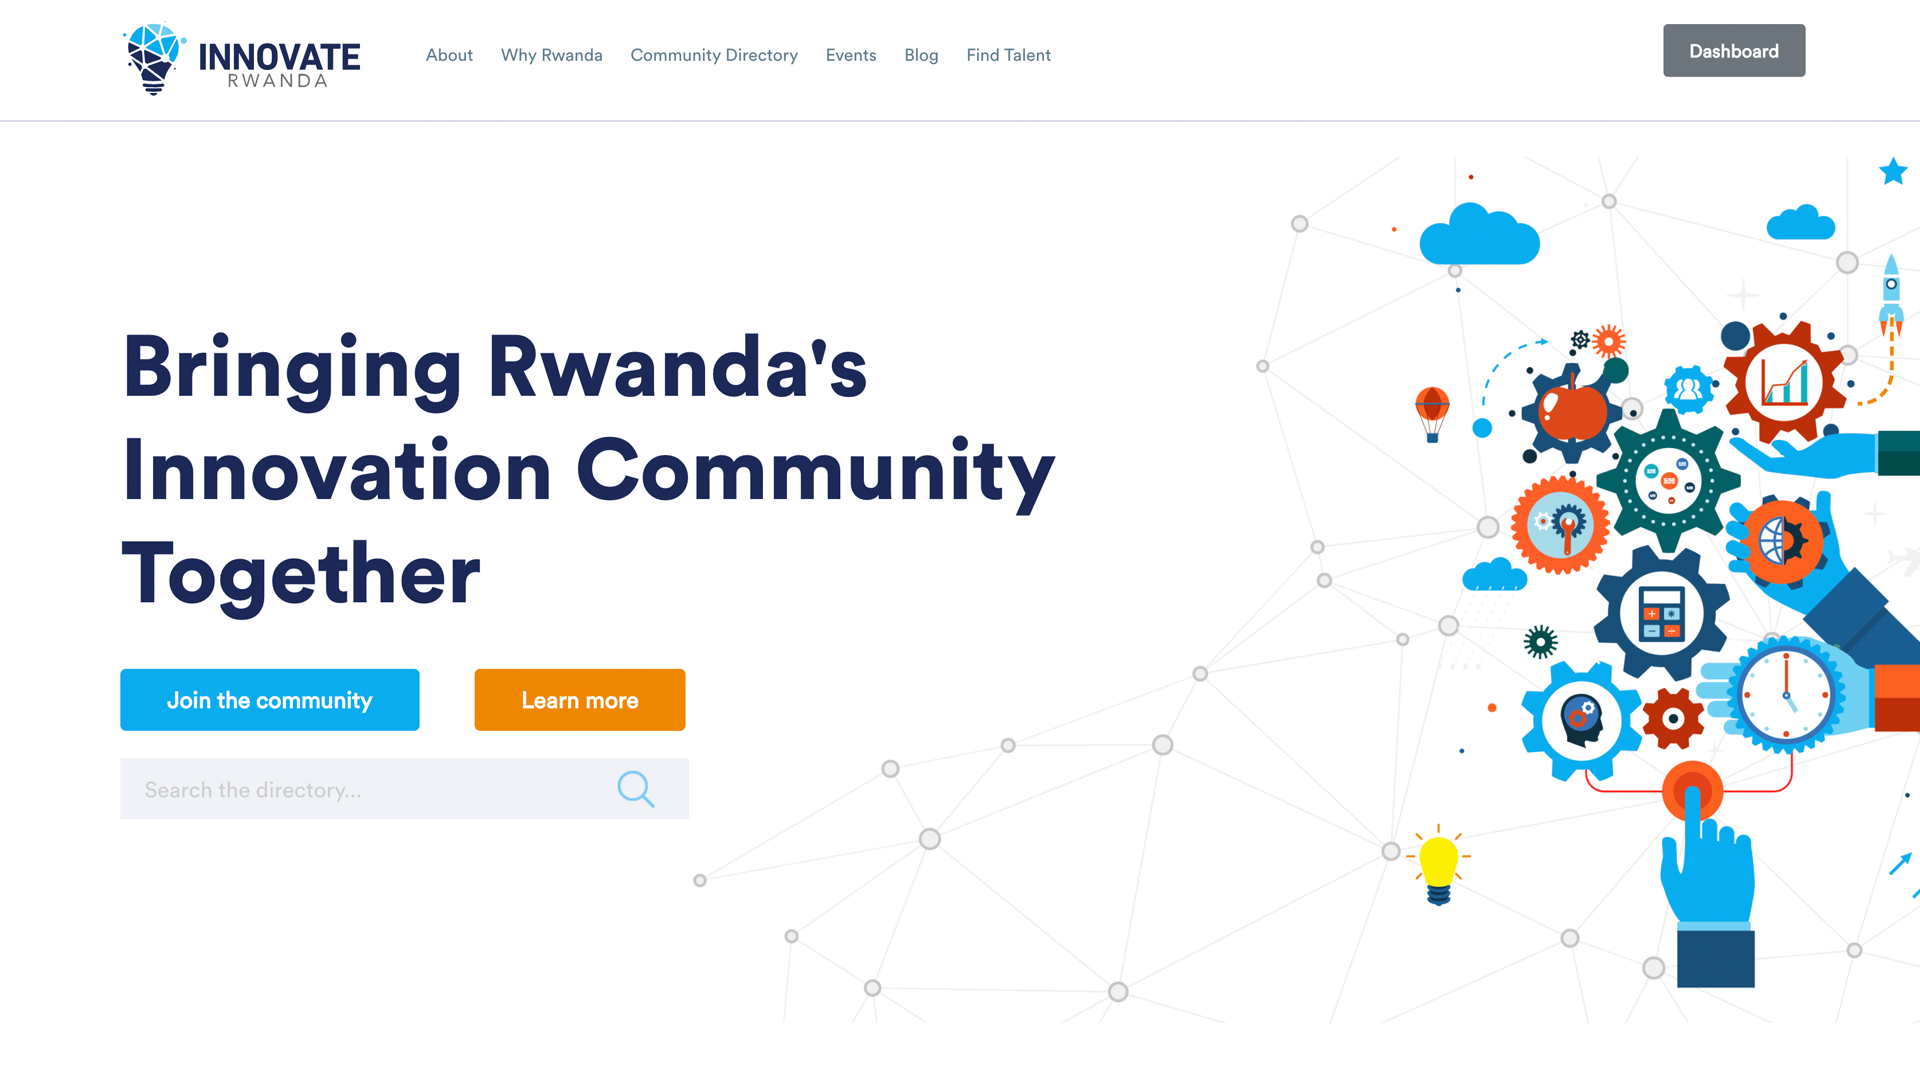 INNOVATE
RWANDA
About Why Rwanda Community Directory Events Blog Find Talent
Dashboard
Bringing Rwanda's
Innovation Community
Together
Join the community
Learn more
Search the directory...